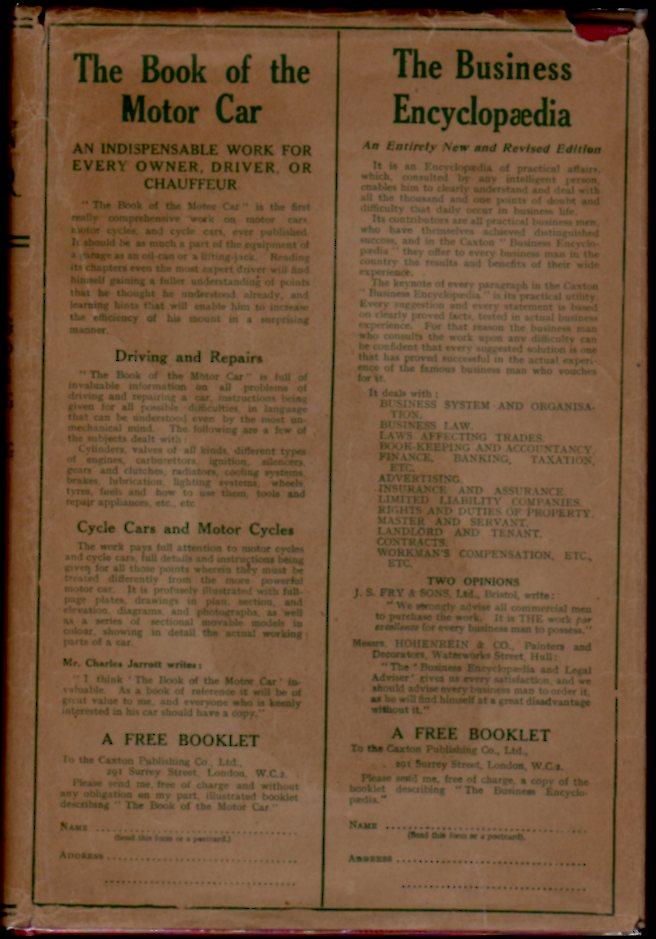 The Book of the
Motor Car
AN INDISPENSABLE WORK FOR
EVERY OWNER, DRIVER, OR
CHAUFFEUR
"The Book of the Motor Car" is the first
really comprehensive work on motor cars,
motor cycles, and cycle cars, ever published.
It should be as much a part of the equipment of
a garage as an oil-can or a lifting-jack. Reading
its chapters even the most expert driver will find
himself gaining a fuller understanding of points
that he thought he understood already, and
learning hints that will enable him to increase
the efficiency of his mount in a surprising
manner.
Driving and Repairs
"The Book of the Motor Car" is full of
invaluable information on all problems of
driving and repairing a car, instructions being
given for all possible difficulties, in language
that can be understood even by the most un-
mechanical mind. The following are a few of
the subjects dealt with:
Cylinders, valves of all kinds, different types
of engines, carburettors, ignition, silencers,
gears and clutches, radiators, cooling systems,
brakes, lubrication, lighting systems, wheels,
tyres, fuels and how to use them, tools and
repair appliances, etc., etc.
Cycle Cars and Motor Cycles
The work pays full attention to motor cycles
and cycle cars, full details and instructions being
given for all those points wherein they must be
treated differently from the more powerful
motor car. It is profusely illustrated with full-
page plates, drawings in plan, section, and
elevation, diagrams, and photographs, as well
as a series of sectional movable models in
colour, showing in detail the actual working
parts of a car.
Mr. Charles Jarrott writes:
"I think 'The Book of the Motor Car' in-
valuable. As a book of reference it will be of
great value to me, and everyone who is keenly
interested in his car should have a copy."
A FREE BOOKLET
To the Caxton Publishing Co., Ltd.,
291 Surrey Street, London, W.C.2.
Please send me, free of charge and without
any obligation on my part, illustrated booklet
describing "The Book of the Motor Car"
NAME
(Send this form or a postcard.)
ADDRESS
The Business
Encyclopædia
An Entirely New and Revised Edition
It is an Encyclopædia of practical affairs,
which, consulted by any intelligent person,
enables him to clearly understand and deal with
all the thousand and one points of doubt and
difficulty that daily occur in business life.
Its contributors are all practical business men,
who have themselves achieved distinguished
success, and in the Caxton "Business Encyclo-
pædia" they offer to every business man in the
country the results and benefits of their wide
experience.
The keynote of every paragraph in the Caxton
"Business Encyclopædia" is its practical utility.
Every suggestion and every statement is based
on clearly proved facts, tested in actual business
experience. For that reason the business man
who consults the work upon any difficulty can
be confident that every suggested solution is one
that has proved successful in the actual experi-
ence of the famous business man who vouches
for it.
It deals with:
BUSINESS SYSTEM AND ORGANISA-
TION.
BUSINESS LAW.
LAWS AFFECTING TRADES.
BOOK-KEEPING AND ACCOUNTANCY.
FINANCE, BANKING, TAXATION,
ETC.
ADVERTISING.
INSURANCE AND ASSURANCE.
LIMITED LIABILITY COMPANIES.
RIGHTS AND DUTIES OF PROPERTY.
MASTER AND SERVANT.
LANDLORD AND TENANT.
CONTRACTS.
WORKMAN'S COMPENSATION, ETC.,
ETC.
TWO OPINIONS
J. S. FRY & SONS, Ltd., Bristol, write:
"We strongly advise all commercial men
to purchase the work. It is THE work par
excellence for every business man to possess."
Messrs. HOHENREIN & CO., Painters and
Decorators, Waterworks Street, Hull:
"The 'Business Encyclopædia and Legal
Adviser' gives us every satisfaction, and we
should advise every business man to order it,
as he will find himself at a great disadvantage
without it."
A FREE BOOKLET
To the Caxton Publishing Co., Ltd.,
291 Surrey Street, London, W.C.2.
Please send me, free of charge, a copy of the
booklet describing "The Business Encyclo-
pædia."
NAME
(Send this form or a postcard).
ADDRESS